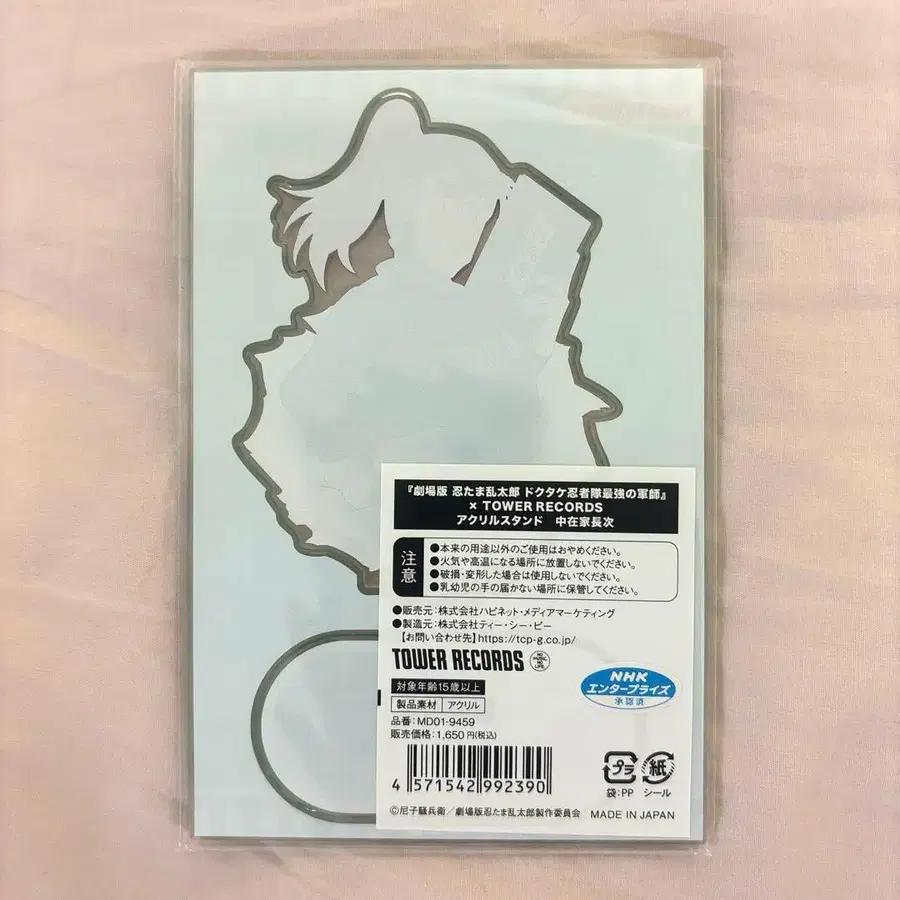 『劇場版 忍たま乱太郎 ドクタケ忍者隊最強の軍師』
× TOWER RECORDS
アクリルスタンド 中在家長次
注意
●本来の用途以外のご使用はおやめください。
●火気や高温になる場所に放置しないでください。
●破損・変形した場合は使用しないでください。
●乳幼児の手の届かない場所に保管してください。
●販売元:株式会社ハピネット・メディアマーケティング
●製造元:株式会社ティー・シー・ピー
【お問い合わせ先】https://tcp-g.co.jp/
TOWER RECORDS
NO MUSIC, NO LIFE.
NHK
エンタープライズ
承認済
対象年齢15歳以上
製品素材 アクリル
品番:MD01-9459
販売価格:1,650円(税込)
4 571542 992390
プラ 紙
袋:PP シール
©尼子騒兵衛/劇場版忍たま乱太郎製作委員会
MADE IN JAPAN